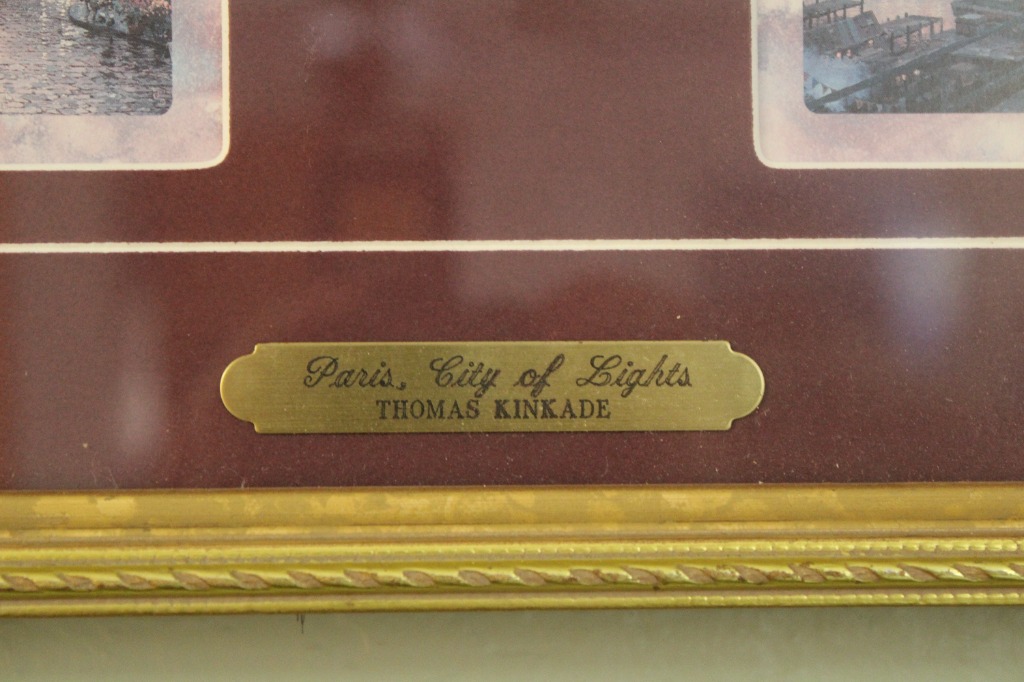 Paris, City of Lights
THOMAS KINKADE